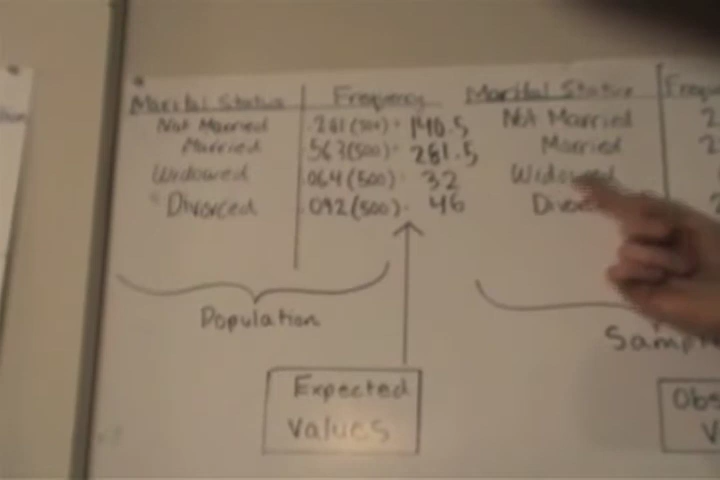 Marital Status Frequency Marital Status
Not Married .281(500)= 140.5 Not Married
Married .563(500)= 281.5 Married
Widowed .064(500)= 32 Widowed
Divorced .092(500)= 46
Population
Expected
Values